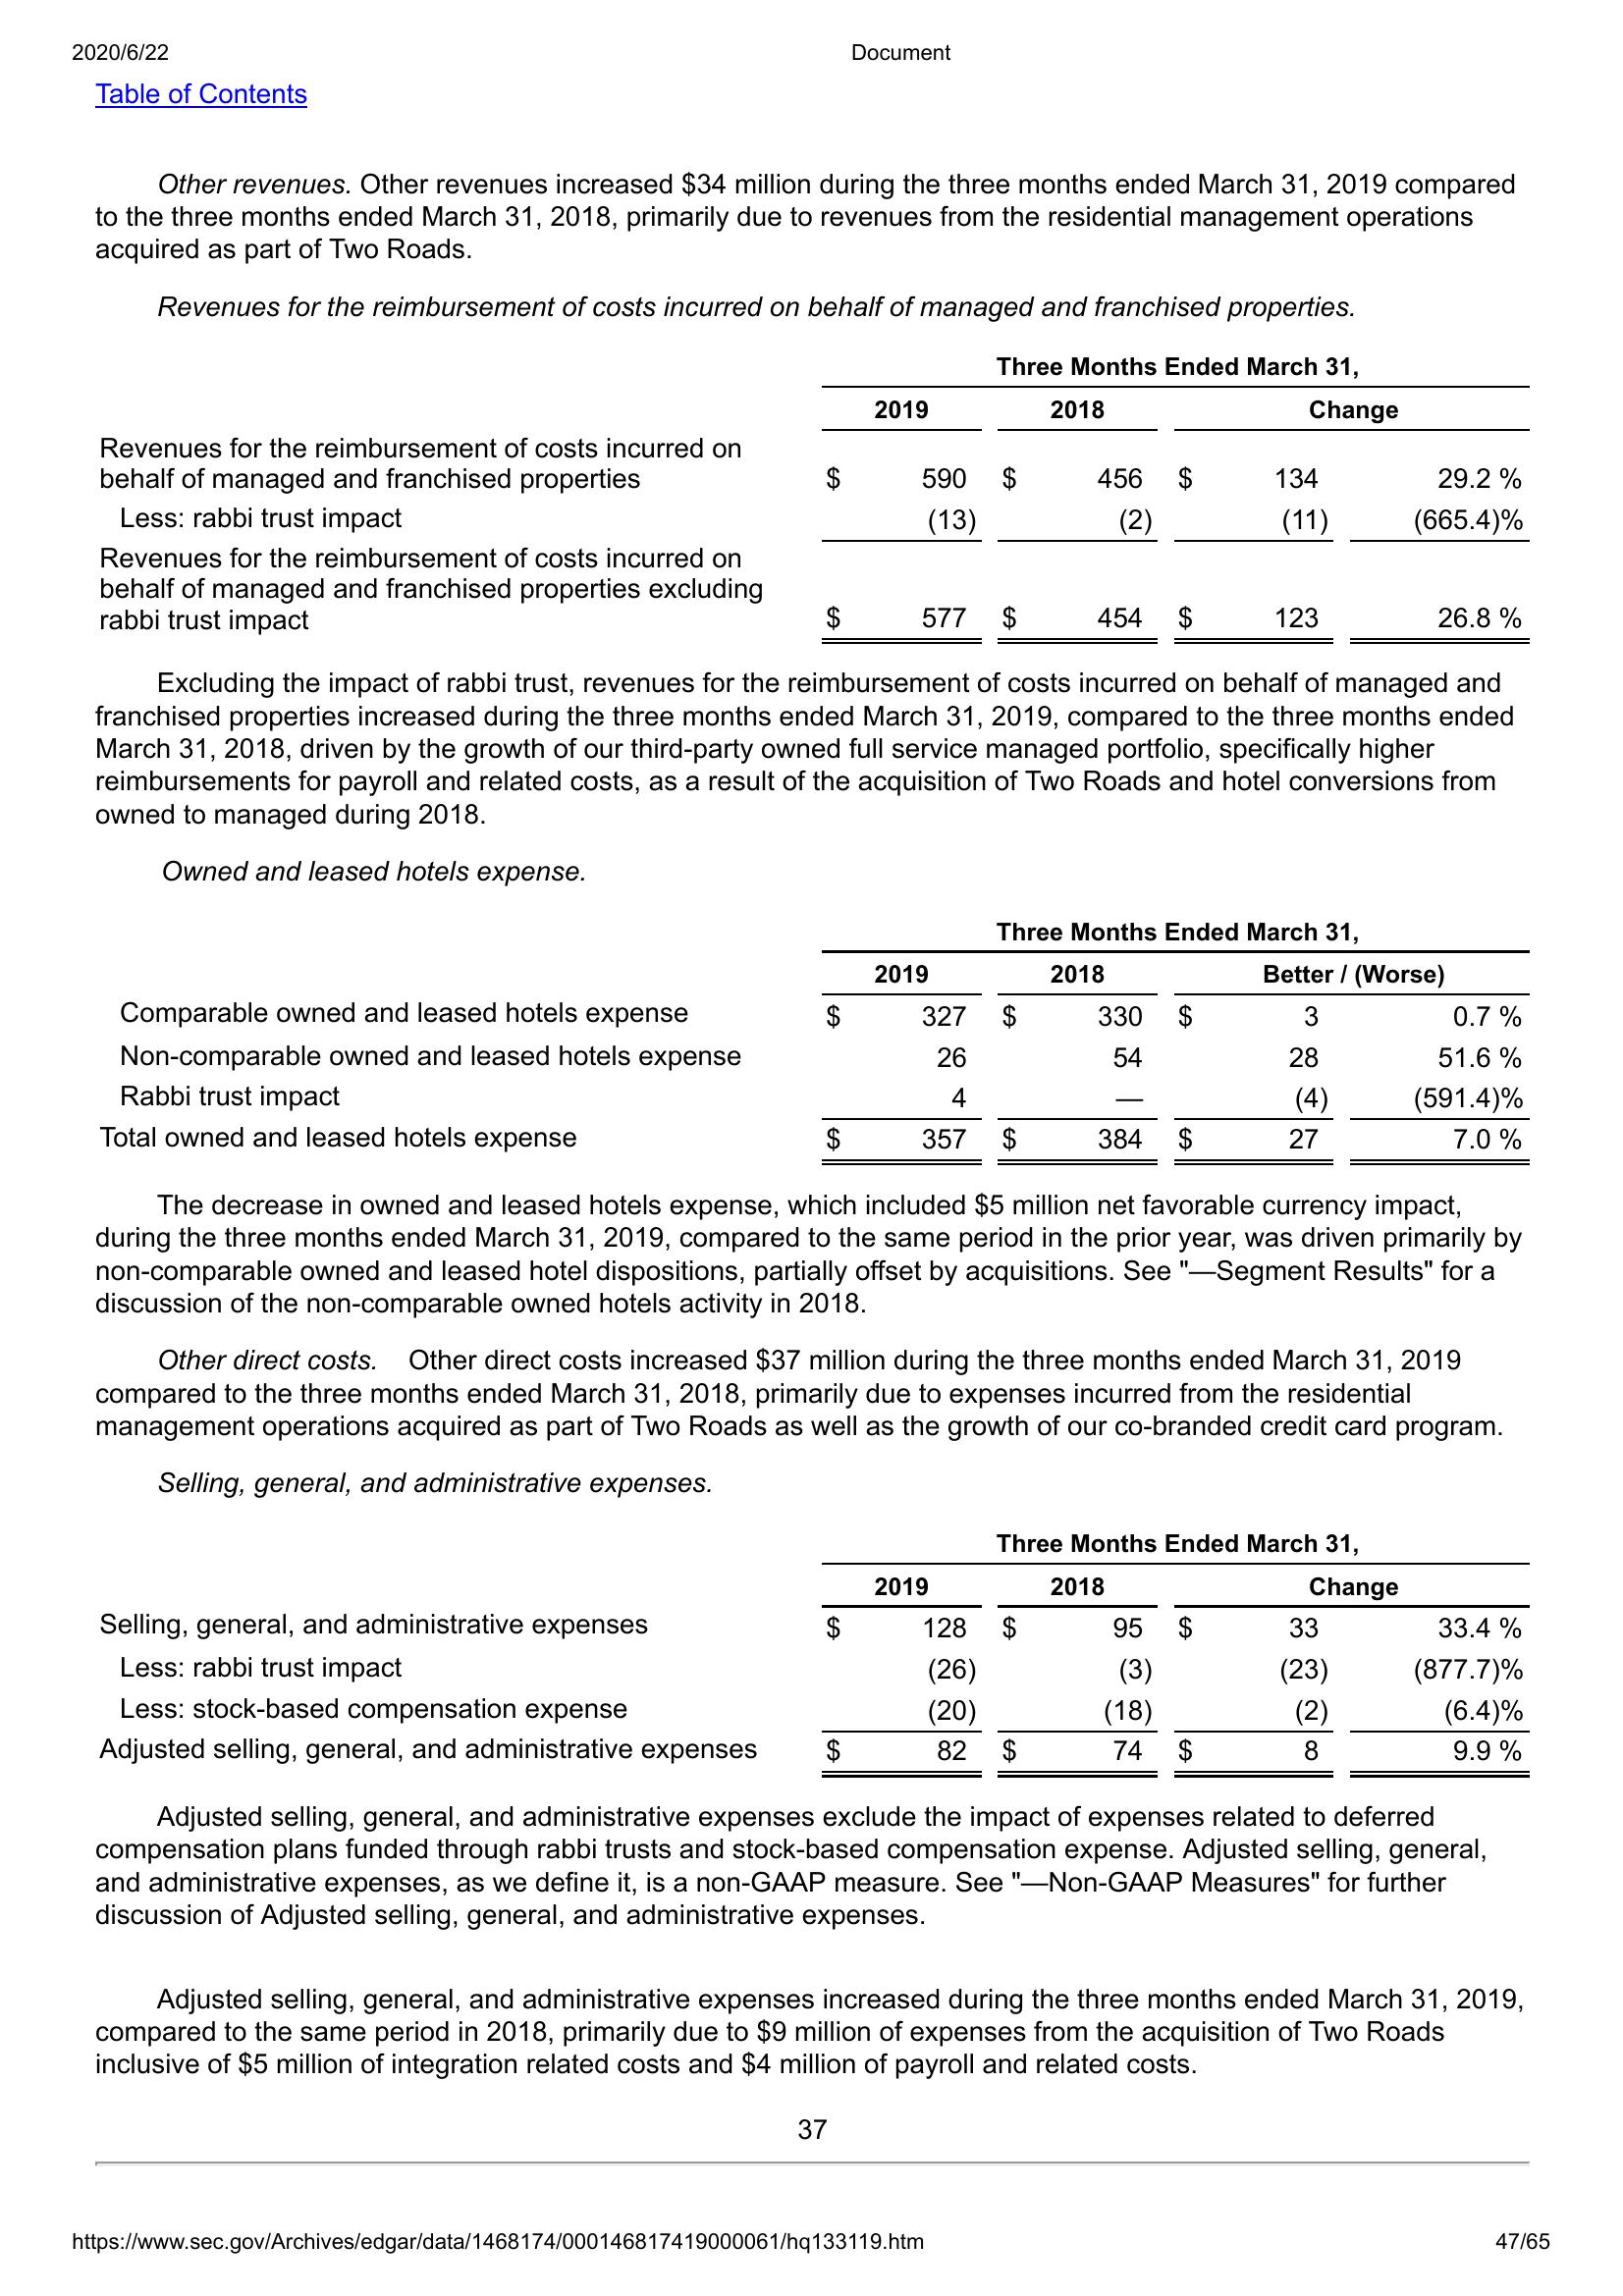 2020/6/22 Document
Table of Contents
Other revenues. Other revenues increased $34 million during the three months ended March 31, 2019 compared
to the three months ended March 31, 2018, primarily due to revenues from the residential management operations
acquired as part of Two Roads.
Revenues for the reimbursement of costs incurred on behalf of managed and franchised properties.
Three Months Ended March 31,
2019 2018 Change
Revenues for the reimbursement of costs incurred on
behalf of managed and franchised properties $ 590 $ 456 $ 134 29.2 %
Less: rabbi trust impact (13) (2) (11) (665.4)%
Revenues for the reimbursement of costs incurred on
behalf of managed and franchised properties excluding
rabbi trust impact $ 577 $ 454 $ 123 26.8 %
Excluding the impact of rabbi trust, revenues for the reimbursement of costs incurred on behalf of managed and
franchised properties increased during the three months ended March 31, 2019, compared to the three months ended
March 31, 2018, driven by the growth of our third-party owned full service managed portfolio, specifically higher
reimbursements for payroll and related costs, as a result of the acquisition of Two Roads and hotel conversions from
owned to managed during 2018.
Owned and leased hotels expense.
Three Months Ended March 31,
2019 2018 Better / (Worse)
Comparable owned and leased hotels expense $ 327 $ 330 $ 3 0.7 %
Non-comparable owned and leased hotels expense 26 54 28 51.6 %
Rabbi trust impact 4 — (4) (591.4)%
Total owned and leased hotels expense $ 357 $ 384 $ 27 7.0 %
The decrease in owned and leased hotels expense, which included $5 million net favorable currency impact,
during the three months ended March 31, 2019, compared to the same period in the prior year, was driven primarily by
non-comparable owned and leased hotel dispositions, partially offset by acquisitions. See "—Segment Results" for a
discussion of the non-comparable owned hotels activity in 2018.
Other direct costs. Other direct costs increased $37 million during the three months ended March 31, 2019
compared to the three months ended March 31, 2018, primarily due to expenses incurred from the residential
management operations acquired as part of Two Roads as well as the growth of our co-branded credit card program.
Selling, general, and administrative expenses.
Three Months Ended March 31,
2019 2018 Change
Selling, general, and administrative expenses $ 128 $ 95 $ 33 33.4 %
Less: rabbi trust impact (26) (3) (23) (877.7)%
Less: stock-based compensation expense (20) (18) (2) (6.4)%
Adjusted selling, general, and administrative expenses $ 82 $ 74 $ 8 9.9 %
Adjusted selling, general, and administrative expenses exclude the impact of expenses related to deferred
compensation plans funded through rabbi trusts and stock-based compensation expense. Adjusted selling, general,
and administrative expenses, as we define it, is a non-GAAP measure. See "—Non-GAAP Measures" for further
discussion of Adjusted selling, general, and administrative expenses.
Adjusted selling, general, and administrative expenses increased during the three months ended March 31, 2019,
compared to the same period in 2018, primarily due to $9 million of expenses from the acquisition of Two Roads
inclusive of $5 million of integration related costs and $4 million of payroll and related costs.
37
https://www.sec.gov/Archives/edgar/data/1468174/000146817419000061/hq133119.htm 47/65